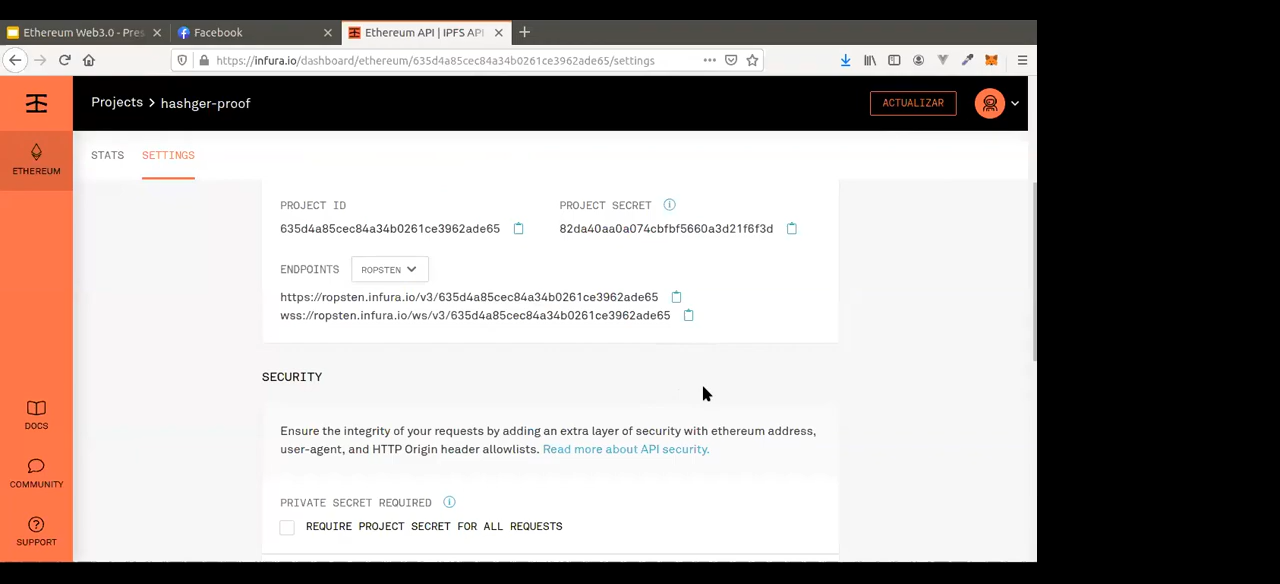 Ethereum Web3.0 - Pres
Facebook
Ethereum API | IPFS API
https://infura.io/dashboard/ethereum/635d4a85cec84a34b0261ce3962ade65/settings
Projects > hashger-proof
ACTUALIZAR
ETHEREUM
STATS
SETTINGS
PROJECT ID
PROJECT SECRET
635d4a85cec84a34b0261ce3962ade65
82da40aa0a074cbfbf5660a3d21f6f3d
ENDPOINTS
ROPSTEN
https://ropsten.infura.io/v3/635d4a85cec84a34b0261ce3962ade65
wss://ropsten.infura.io/ws/v3/635d4a85cec84a34b0261ce3962ade65
SECURITY
Ensure the integrity of your requests by adding an extra layer of security with ethereum address,
user-agent, and HTTP Origin header allowlists. Read more about API security.
PRIVATE SECRET REQUIRED
REQUIRE PROJECT SECRET FOR ALL REQUESTS
DOCS
COMMUNITY
SUPPORT